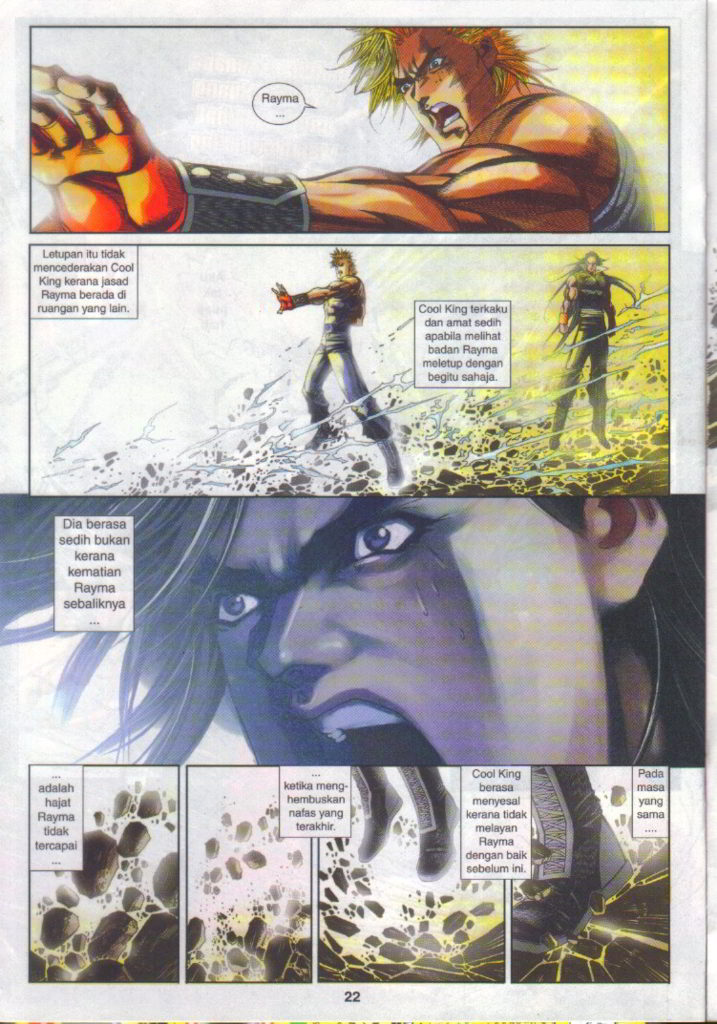 Rayma
...
Letupan itu tidak
mencederakan Cool
King kerana jasad
Rayma berada di
ruangan yang lain.
Cool King terkaku
dan amat sedih
apabila melihat
badan Rayma
meletup dengan
begitu sahaja.
Dia berasa
sedih bukan
kerana
kematian
Rayma
sebaliknya
...
...
adalah
hajat
Rayma
tidak
tercapai
...
...
ketika meng-
hembuskan
nafas yang
terakhir.
Cool King
berasa
menyesal
kerana tidak
melayan
Rayma
dengan baik
sebelum ini.
Pada
masa
yang
sama
....
22